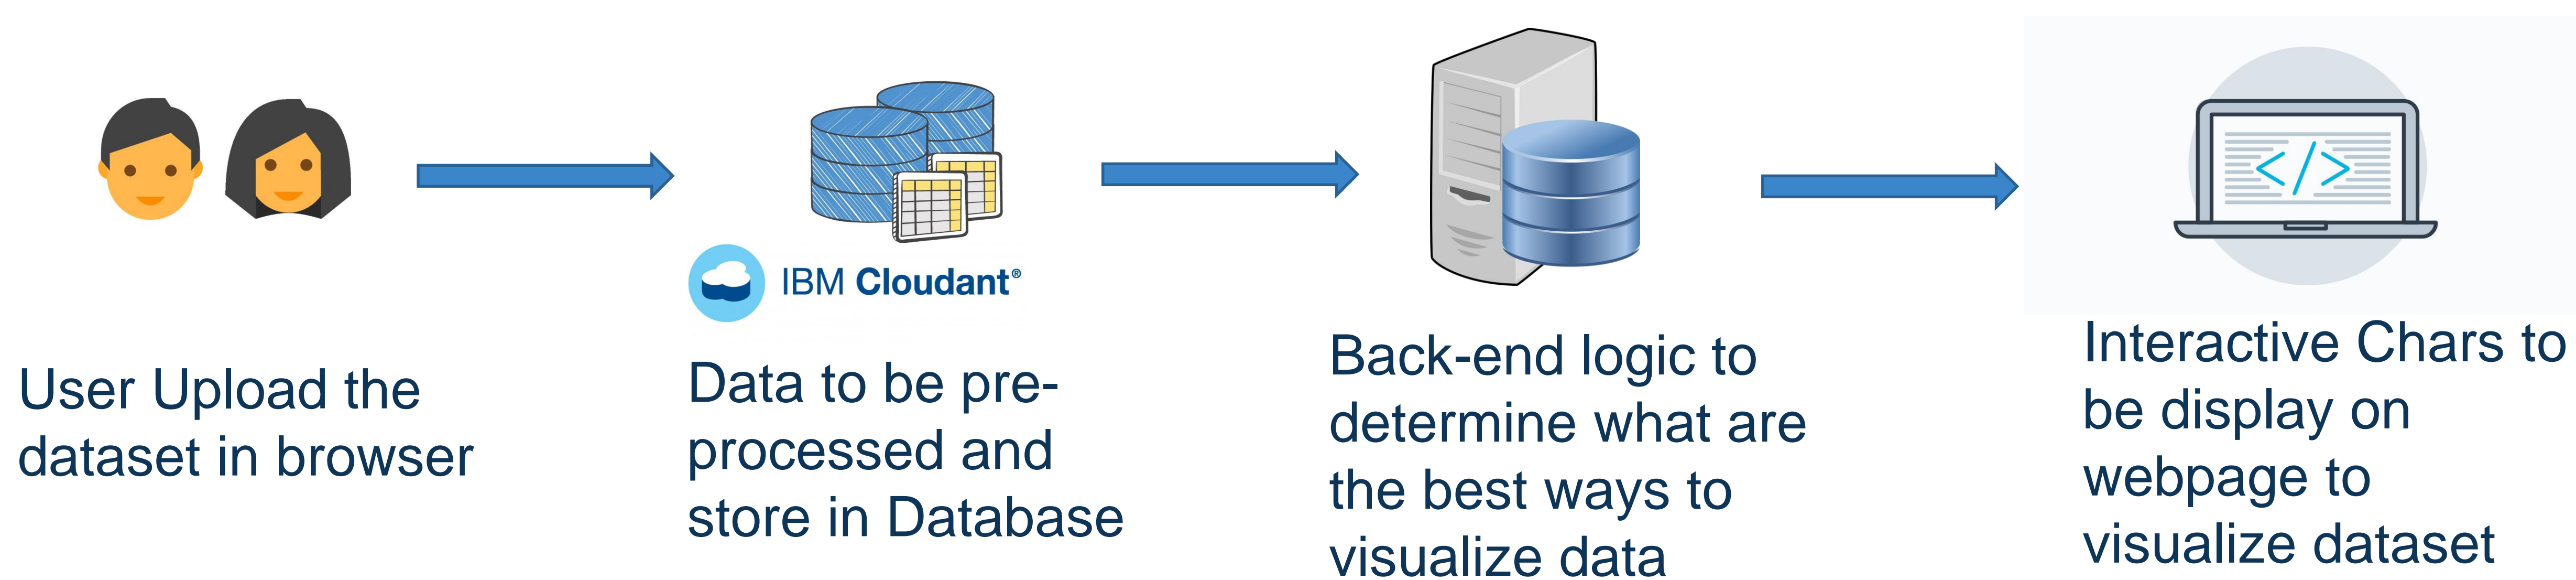 IBM Cloudant®
User Upload the
dataset in browser
Data to be pre-
processed and
store in Database
Back-end logic to
determine what are
the best ways to
visualize data
Interactive Chars to
be display on
webpage to
visualize dataset